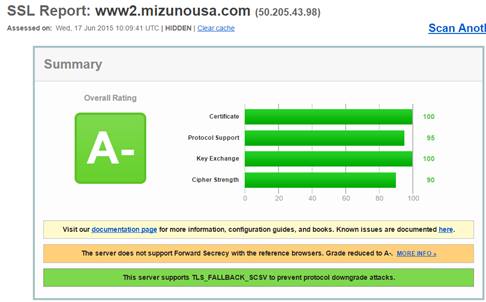 SSL Report: www2.mizunousa.com (50.205.43.98)
Assessed on: Wed, 17 Jun 2015 10:09:41 UTC | HIDDEN | Clear cache
Scan Anot
Summary
Overall Rating
A-
Certificate 100
Protocol Support 95
Key Exchange 100
Cipher Strength 90
0 20 40 60 80 100
Visit our documentation page for more information, configuration guides, and books. Known issues are documented here.
The server does not support Forward Secrecy with the reference browsers. Grade reduced to A-. MORE INFO »
This server supports TLS_FALLBACK_SCSV to prevent protocol downgrade attacks.